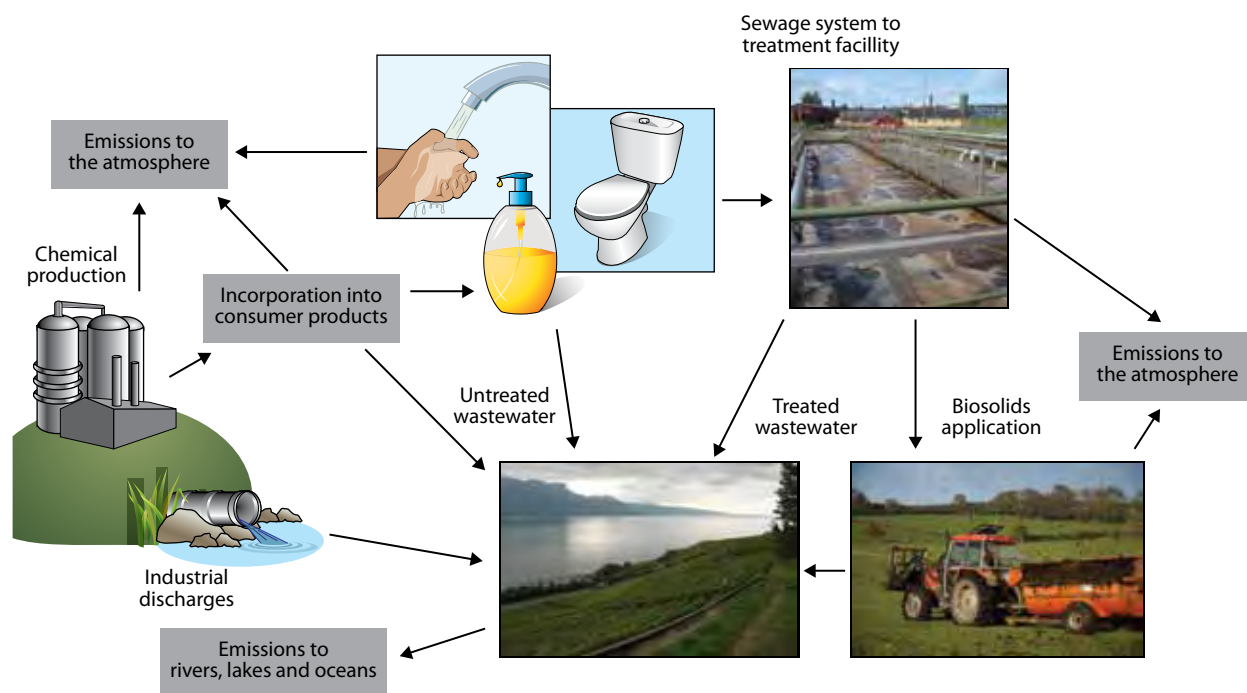 Sewage system to
treatment facillity
Emissions to
the atmosphere
Chemical
production
Incorporation into
consumer products
Emissions to
the atmosphere
Untreated
wastewater
Treated
wastewater
Biosolids
application
Industrial
discharges
Emissions to
rivers, lakes and oceans